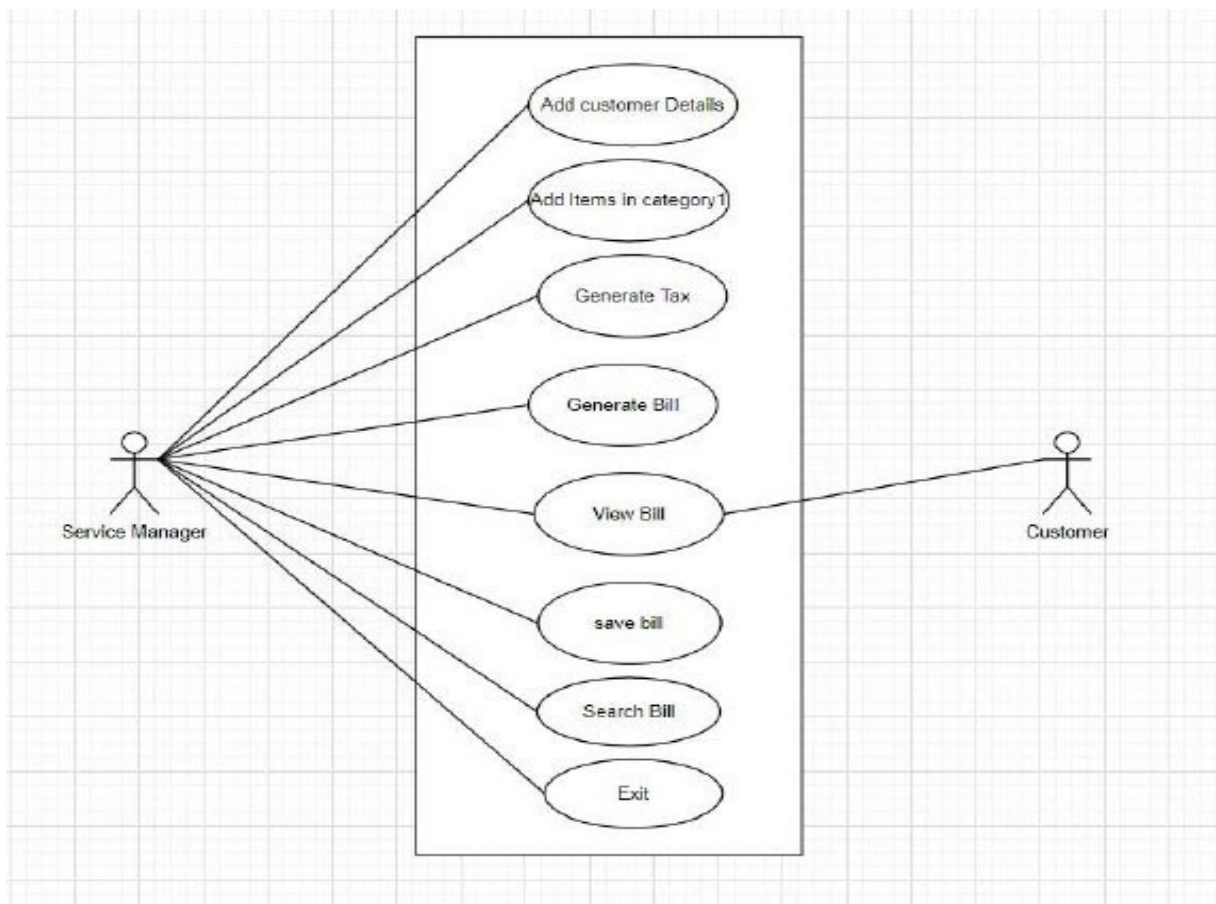 Add customer Details
Add Items in category1
Generate Tax
Generate Bill
View Bill
Service Manager
Customer
save bill
Search Bill
Exit